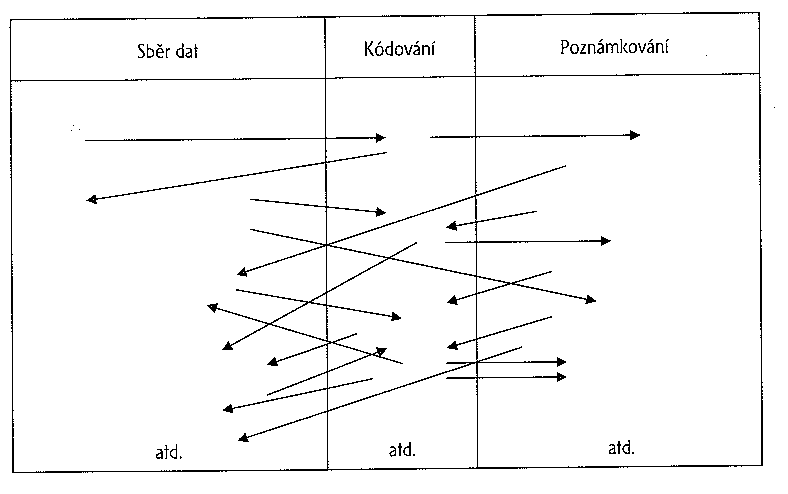 Sběr dat
Kódování
Poznámkování
atd.
atd.
atd.